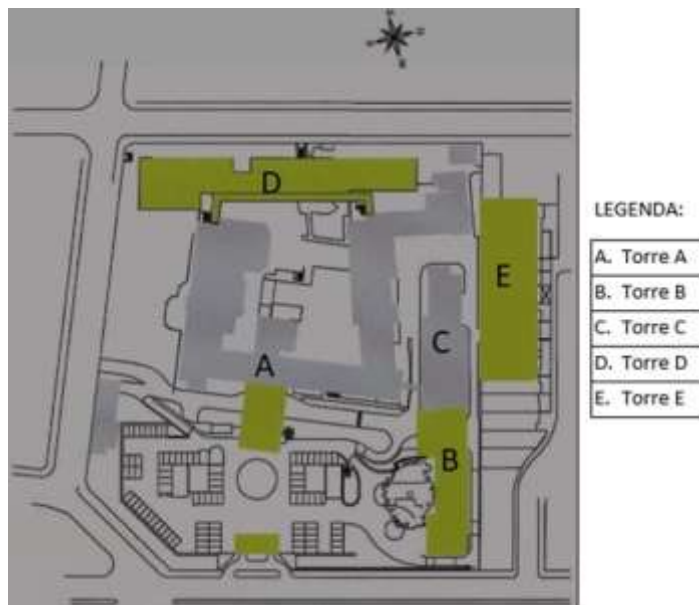 D
E
C
A
B
LEGENDA:
A. Torre A
B. Torre B
C. Torre C
D. Torre D
E. Torre E